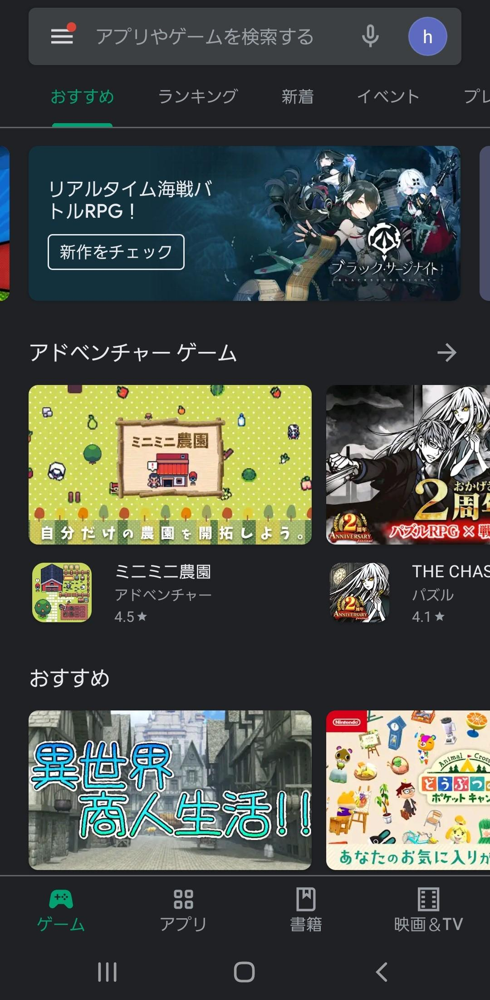 アプリやゲームを検索する
h
おすすめ
ランキング
新着
イベント
プレ
リアルタイム海戦バ
トルRPG！
新作をチェック
ブラック・サージナイト
BLACKSURGENIGHT
アドベンチャー ゲーム
ミニミニ農園
自分だけの農園を開拓しよう。
おかげさ
2周年
パズルRPG×戦
2周年
ANNIVERSARY
festival
ミニミニ農園
アドベンチャー
4.5★
2周年
ANNIVERSARY
festival
THE CHAS
パズル
4.1★
おすすめ
異世界
商人生活!!
Nintendo
Animal Cross
どうぶつの
ポケット キャン
あなたのお気に入りが
ゲーム
アプリ
書籍
映画＆TV